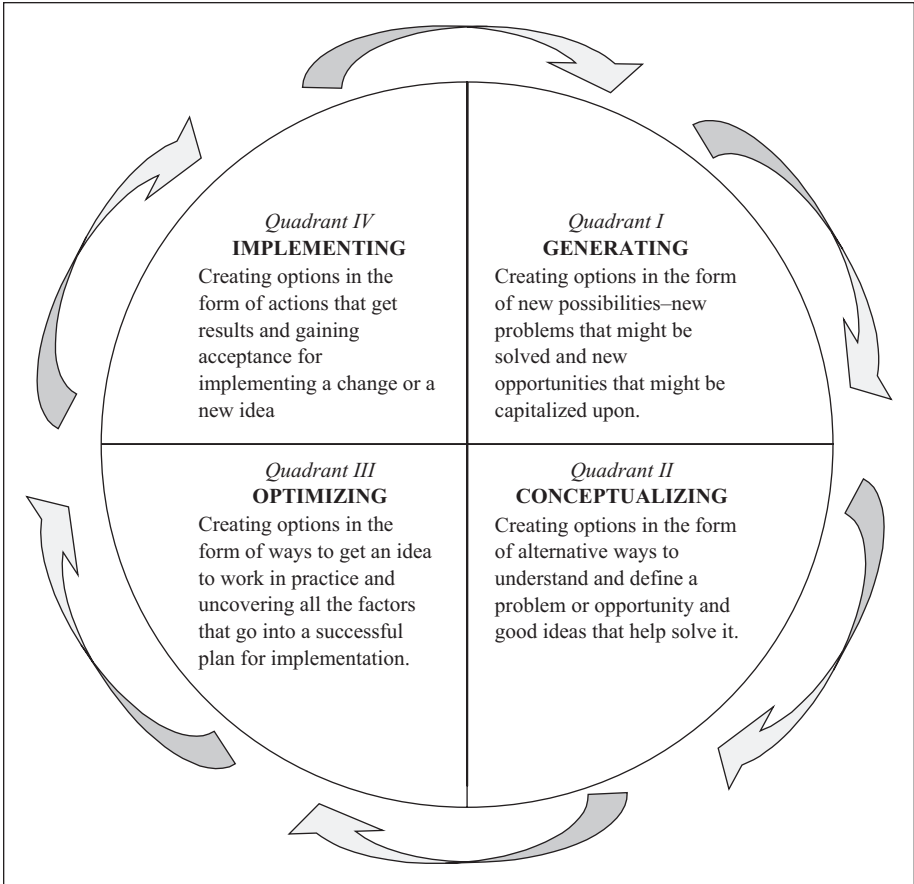 Quadrant IV
IMPLEMENTING
Creating options in the
form of actions that get
results and gaining
acceptance for
implementing a change or a
new idea
Quadrant I
GENERATING
Creating options in the form
of new possibilities–new
problems that might be
solved and new
opportunities that might be
capitalized upon.
Quadrant III
OPTIMIZING
Creating options in the
form of ways to get an idea
to work in practice and
uncovering all the factors
that go into a successful
plan for implementation.
Quadrant II
CONCEPTUALIZING
Creating options in the form
of alternative ways to
understand and define a
problem or opportunity and
good ideas that help solve it.